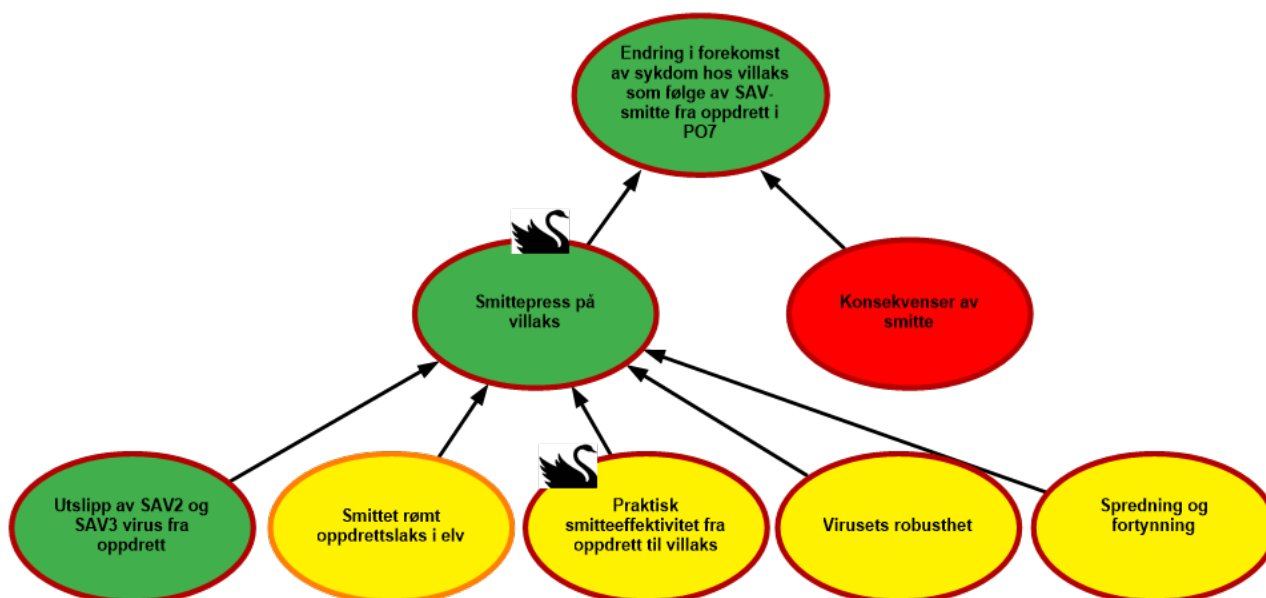 Endring i forekomst
av sykdom hos villaks
som følge av SAV-
smitte fra oppdrett i
PO7
Smittepress på
villaks
Konsekvenser av
smitte
Utslipp av SAV2 og
SAV3 virus fra
oppdrett
Smittet rømt
oppdrettslaks i elv
Praktisk
smitteeffektivitet fra
oppdrett til villaks
Virusets robusthet
Spredning og
fortynning